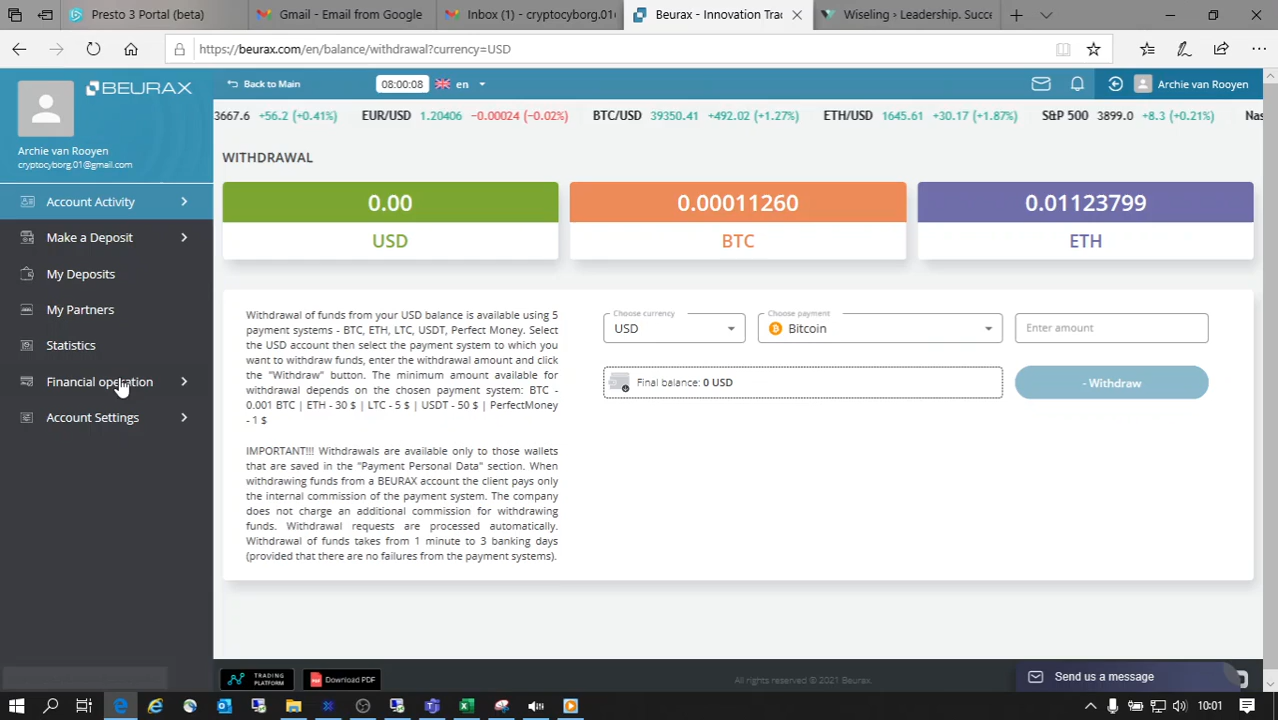 Presto 3 Portal (beta)
Gmail - Email from Google
Inbox (1) - cryptocyborg.01
Beurax - Innovation Trac
Wiseling › Leadership. Succe
https://beurax.com/en/balance/withdrawal?currency=USD
BEURAX
Back to Main
08:00:08
en
Archie van Rooyen
3667.6 +56.2 (+0.41%) EUR/USD 1.20406 −0.00024 (−0.02%) BTC/USD 39350.41 +492.02 (+1.27%) ETH/USD 1645.61 +30.17 (+1.87%) S&P 500 3899.0 +8.3 (+0.21%) Nas
Archie van Rooyen
cryptocyborg.01@gmail.com
Account Activity
Make a Deposit
My Deposits
My Partners
Statistics
Financial operation
Account Settings
WITHDRAWAL
0.00
USD
0.00011260
BTC
0.01123799
ETH
Withdrawal of funds from your USD balance is available using 5
payment systems - BTC, ETH, LTC, USDT, Perfect Money. Select
the USD account then select the payment system to which you
want to withdraw funds, enter the withdrawal amount and click
the "Withdraw" button. The minimum amount available for
withdrawal depends on the chosen payment system: BTC -
0.001 BTC | ETH - 30 $ | LTC - 5 $ | USDT - 50 $ | PerfectMoney
- 1 $
IMPORTANT!!! Withdrawals are available only to those wallets
that are saved in the "Payment Personal Data" section. When
withdrawing funds from a BEURAX account the client pays only
the internal commission of the payment system. The company
does not charge an additional commission for withdrawing
funds. Withdrawal requests are processed automatically.
Withdrawal of funds takes from 1 minute to 3 banking days
(provided that there are no failures from the payment systems).
Choose currency
USD
Choose payment
Bitcoin
Enter amount
Final balance: 0 USD
- Withdraw
TRADING
PLATFORM
Download PDF
All rights reserved © 2021 Beurax.
Send us a message
10:01